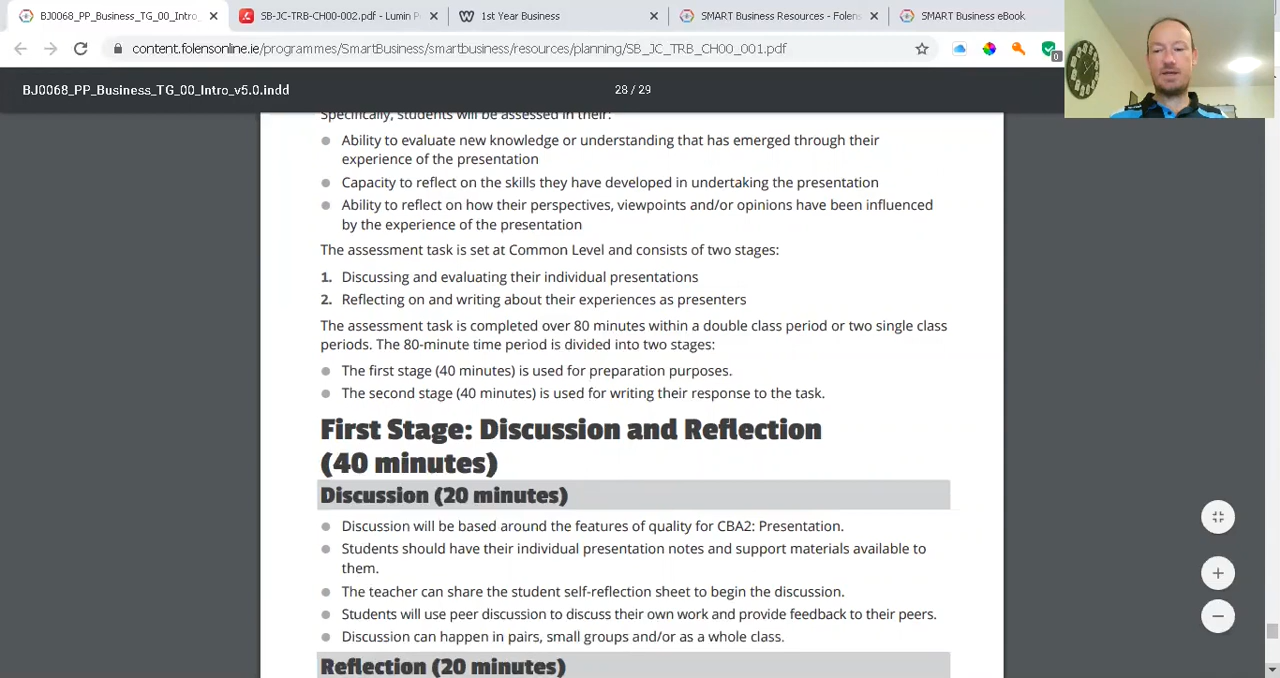 BJ0068_PP_Business_TG_00_Intro_
SB-JC-TRB-CH00-002.pdf - Lumin P
1st Year Business
SMART Business Resources - Folens
SMART Business eBook
content.folensonline.ie/programmes/SmartBusiness/smartbusiness/resources/planning/SB_JC_TRB_CH00_001.pdf
0
BJ0068_PP_Business_TG_00_Intro_v5.0.indd
28 / 29
Specifically, students will be assessed in their:
Ability to evaluate new knowledge or understanding that has emerged through their
experience of the presentation
Capacity to reflect on the skills they have developed in undertaking the presentation
Ability to reflect on how their perspectives, viewpoints and/or opinions have been influenced
by the experience of the presentation
The assessment task is set at Common Level and consists of two stages:
1. Discussing and evaluating their individual presentations
2. Reflecting on and writing about their experiences as presenters
The assessment task is completed over 80 minutes within a double class period or two single class
periods. The 80-minute time period is divided into two stages:
The first stage (40 minutes) is used for preparation purposes.
The second stage (40 minutes) is used for writing their response to the task.
First Stage: Discussion and Reflection
(40 minutes)
Discussion (20 minutes)
Discussion will be based around the features of quality for CBA2: Presentation.
Students should have their individual presentation notes and support materials available to
them.
The teacher can share the student self-reflection sheet to begin the discussion.
Students will use peer discussion to discuss their own work and provide feedback to their peers.
Discussion can happen in pairs, small groups and/or as a whole class.
Reflection (20 minutes)